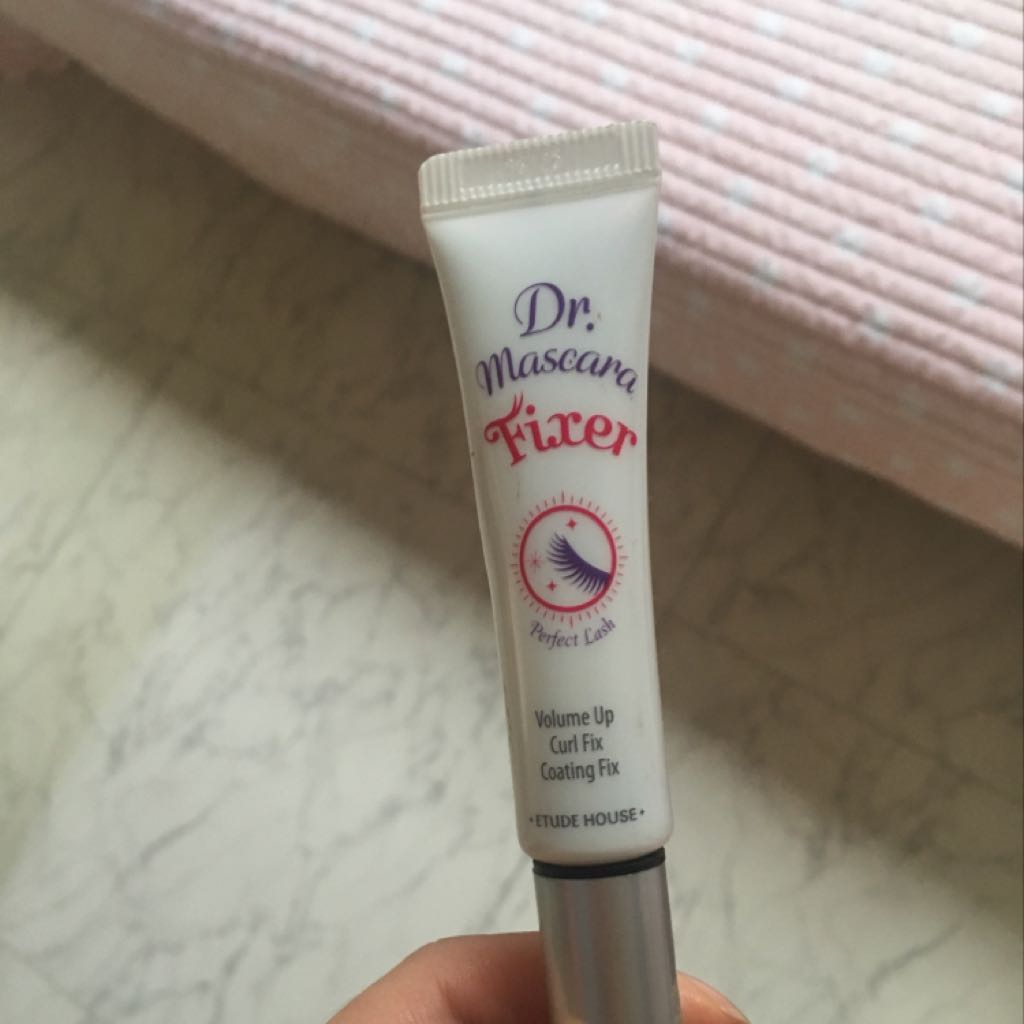 Dr.
Mascara
Fixer
Perfect Lash
Volume Up
Curl Fix
Coating Fix
• ETUDE HOUSE •